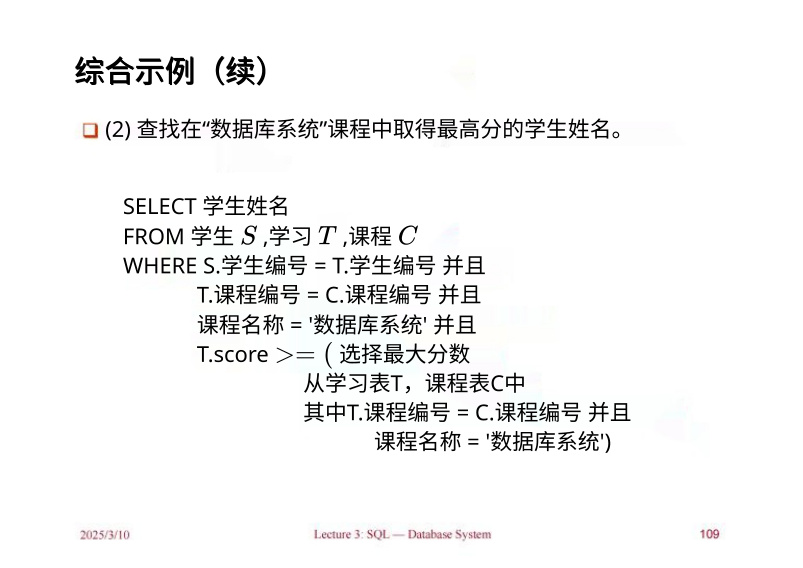 综合示例（续）
(2) 查找在“数据库系统”课程中取得最高分的学生姓名。
SELECT 学生姓名
FROM 学生 S ,学习 T ,课程 C
WHERE S.学生编号 = T.学生编号 并且
T.课程编号 = C.课程编号 并且
课程名称 = '数据库系统' 并且
T.score >= ( 选择最大分数
从学习表T，课程表C中
其中T.课程编号 = C.课程编号 并且
课程名称 = '数据库系统')
2025/3/10 Lecture 3: SQL — Database System 109